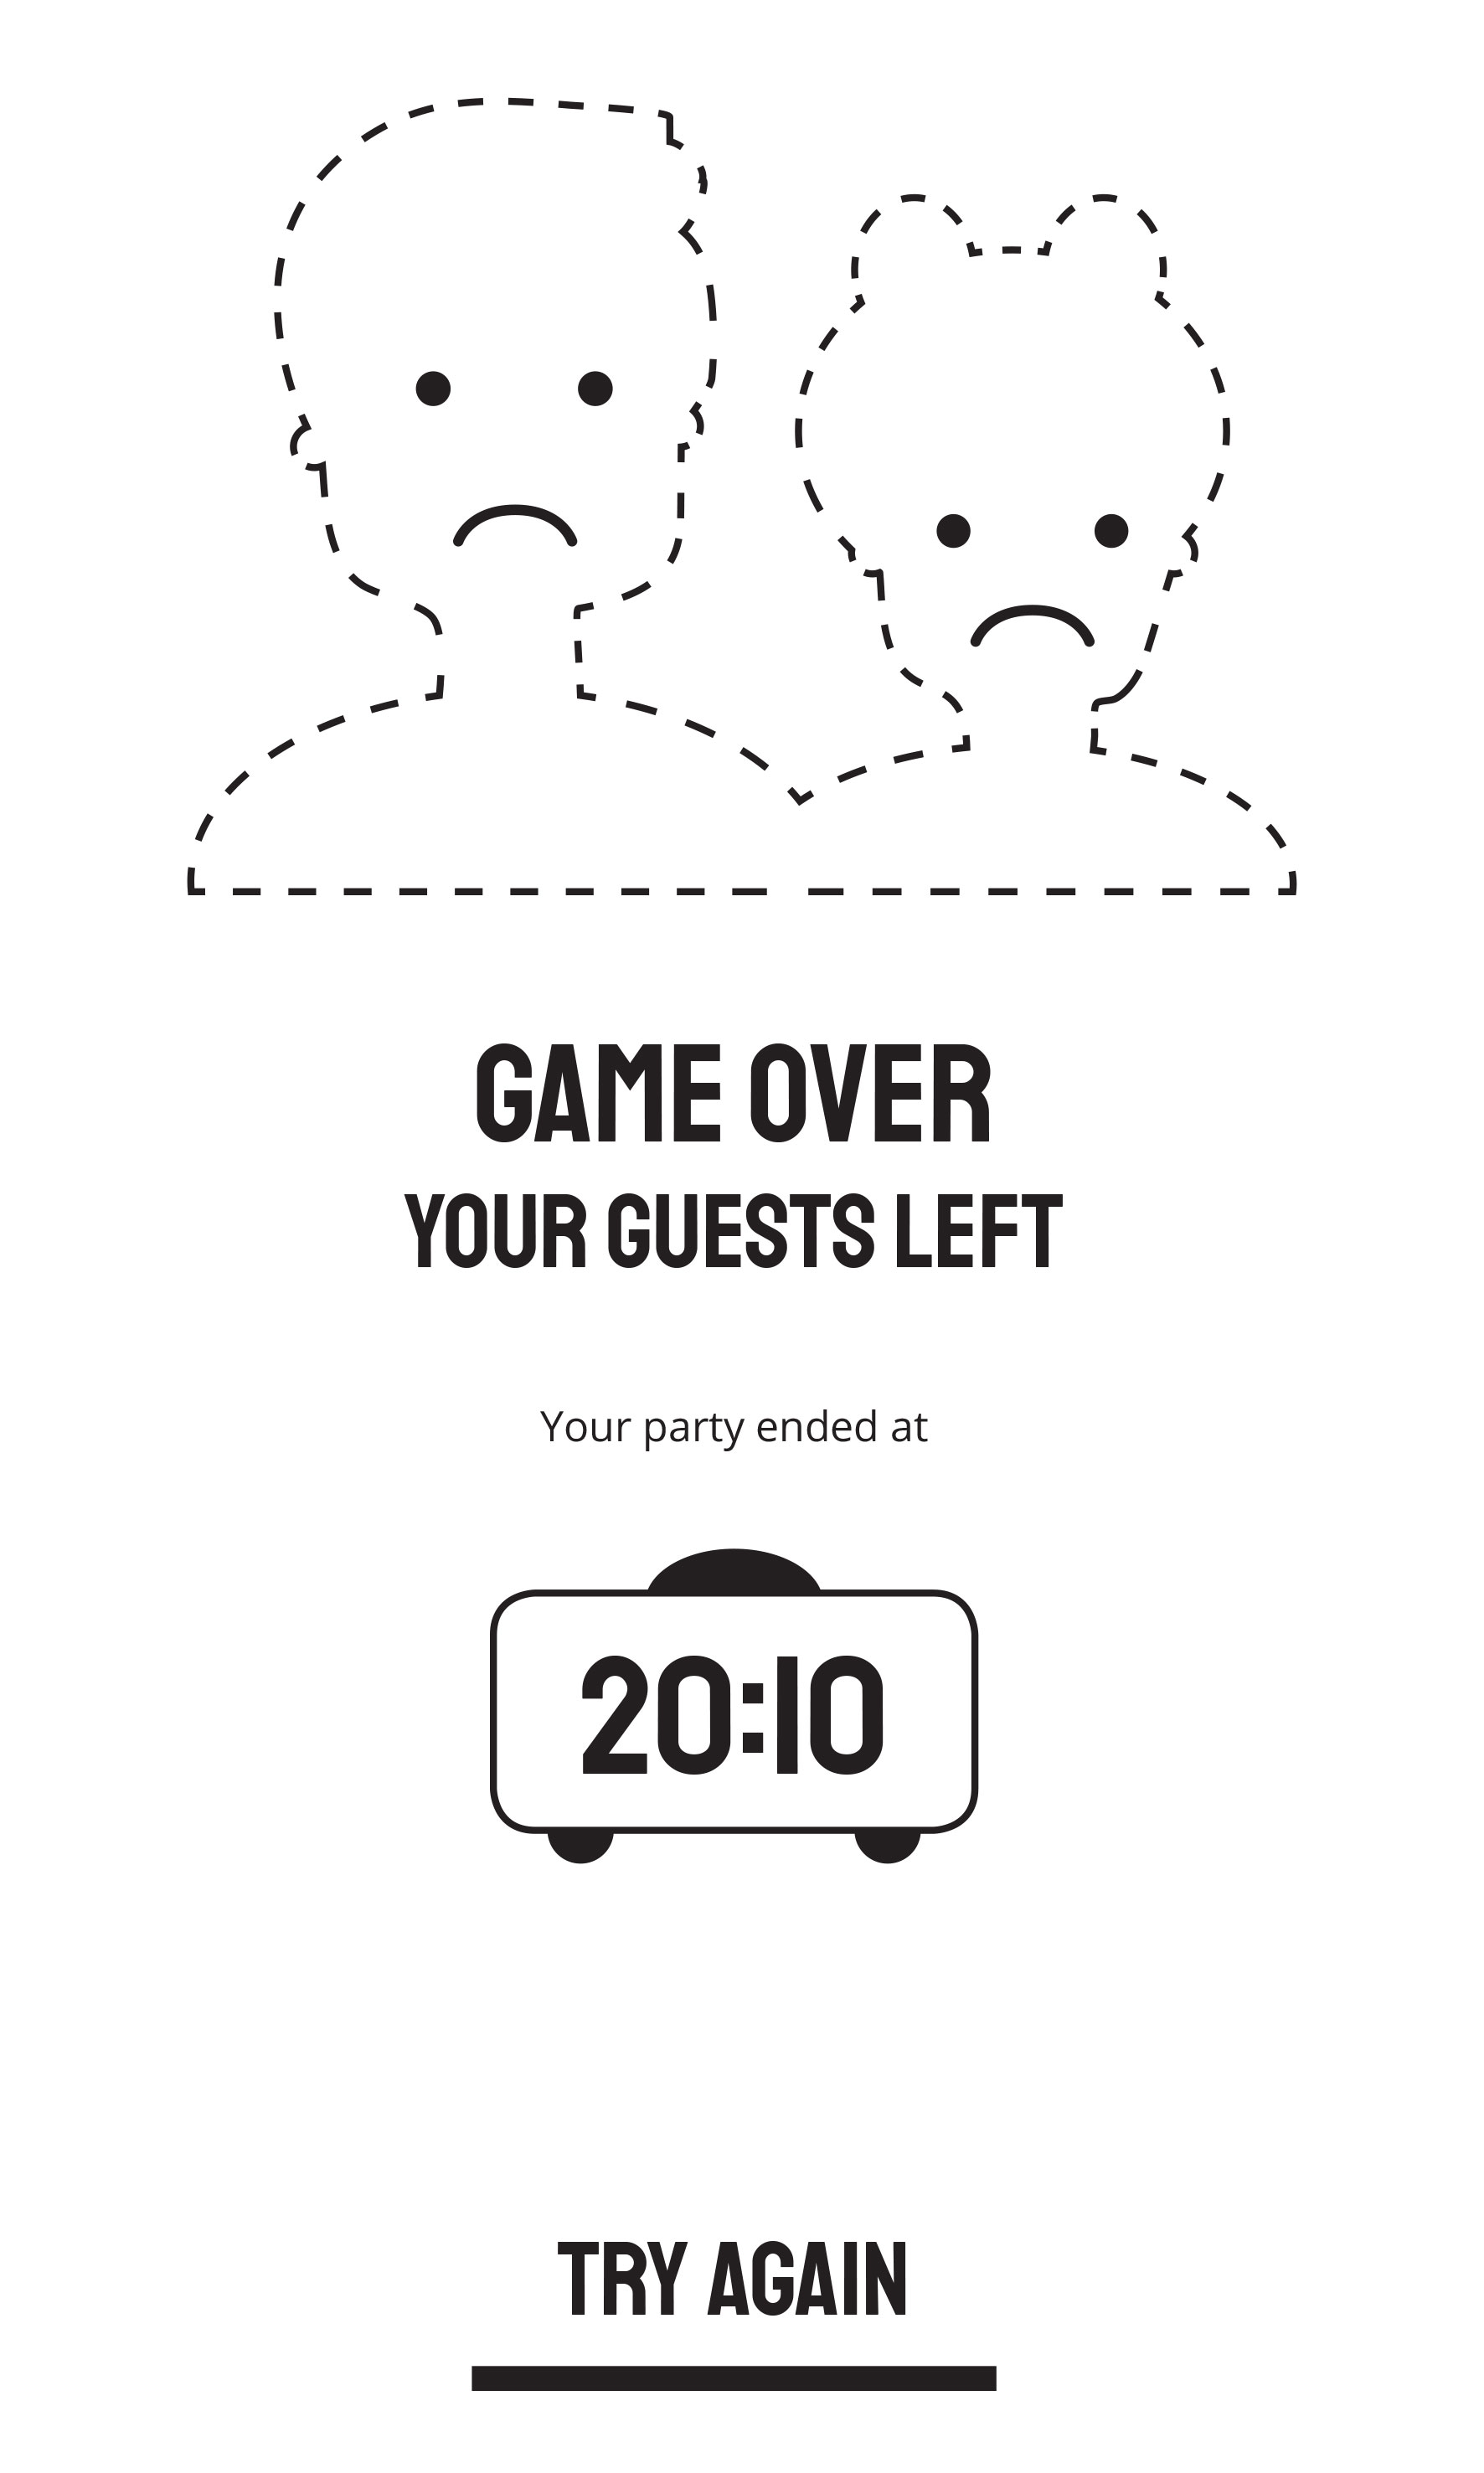 GAME OVER
YOUR GUESTS LEFT
Your party ended at
20:10
TRY AGAIN